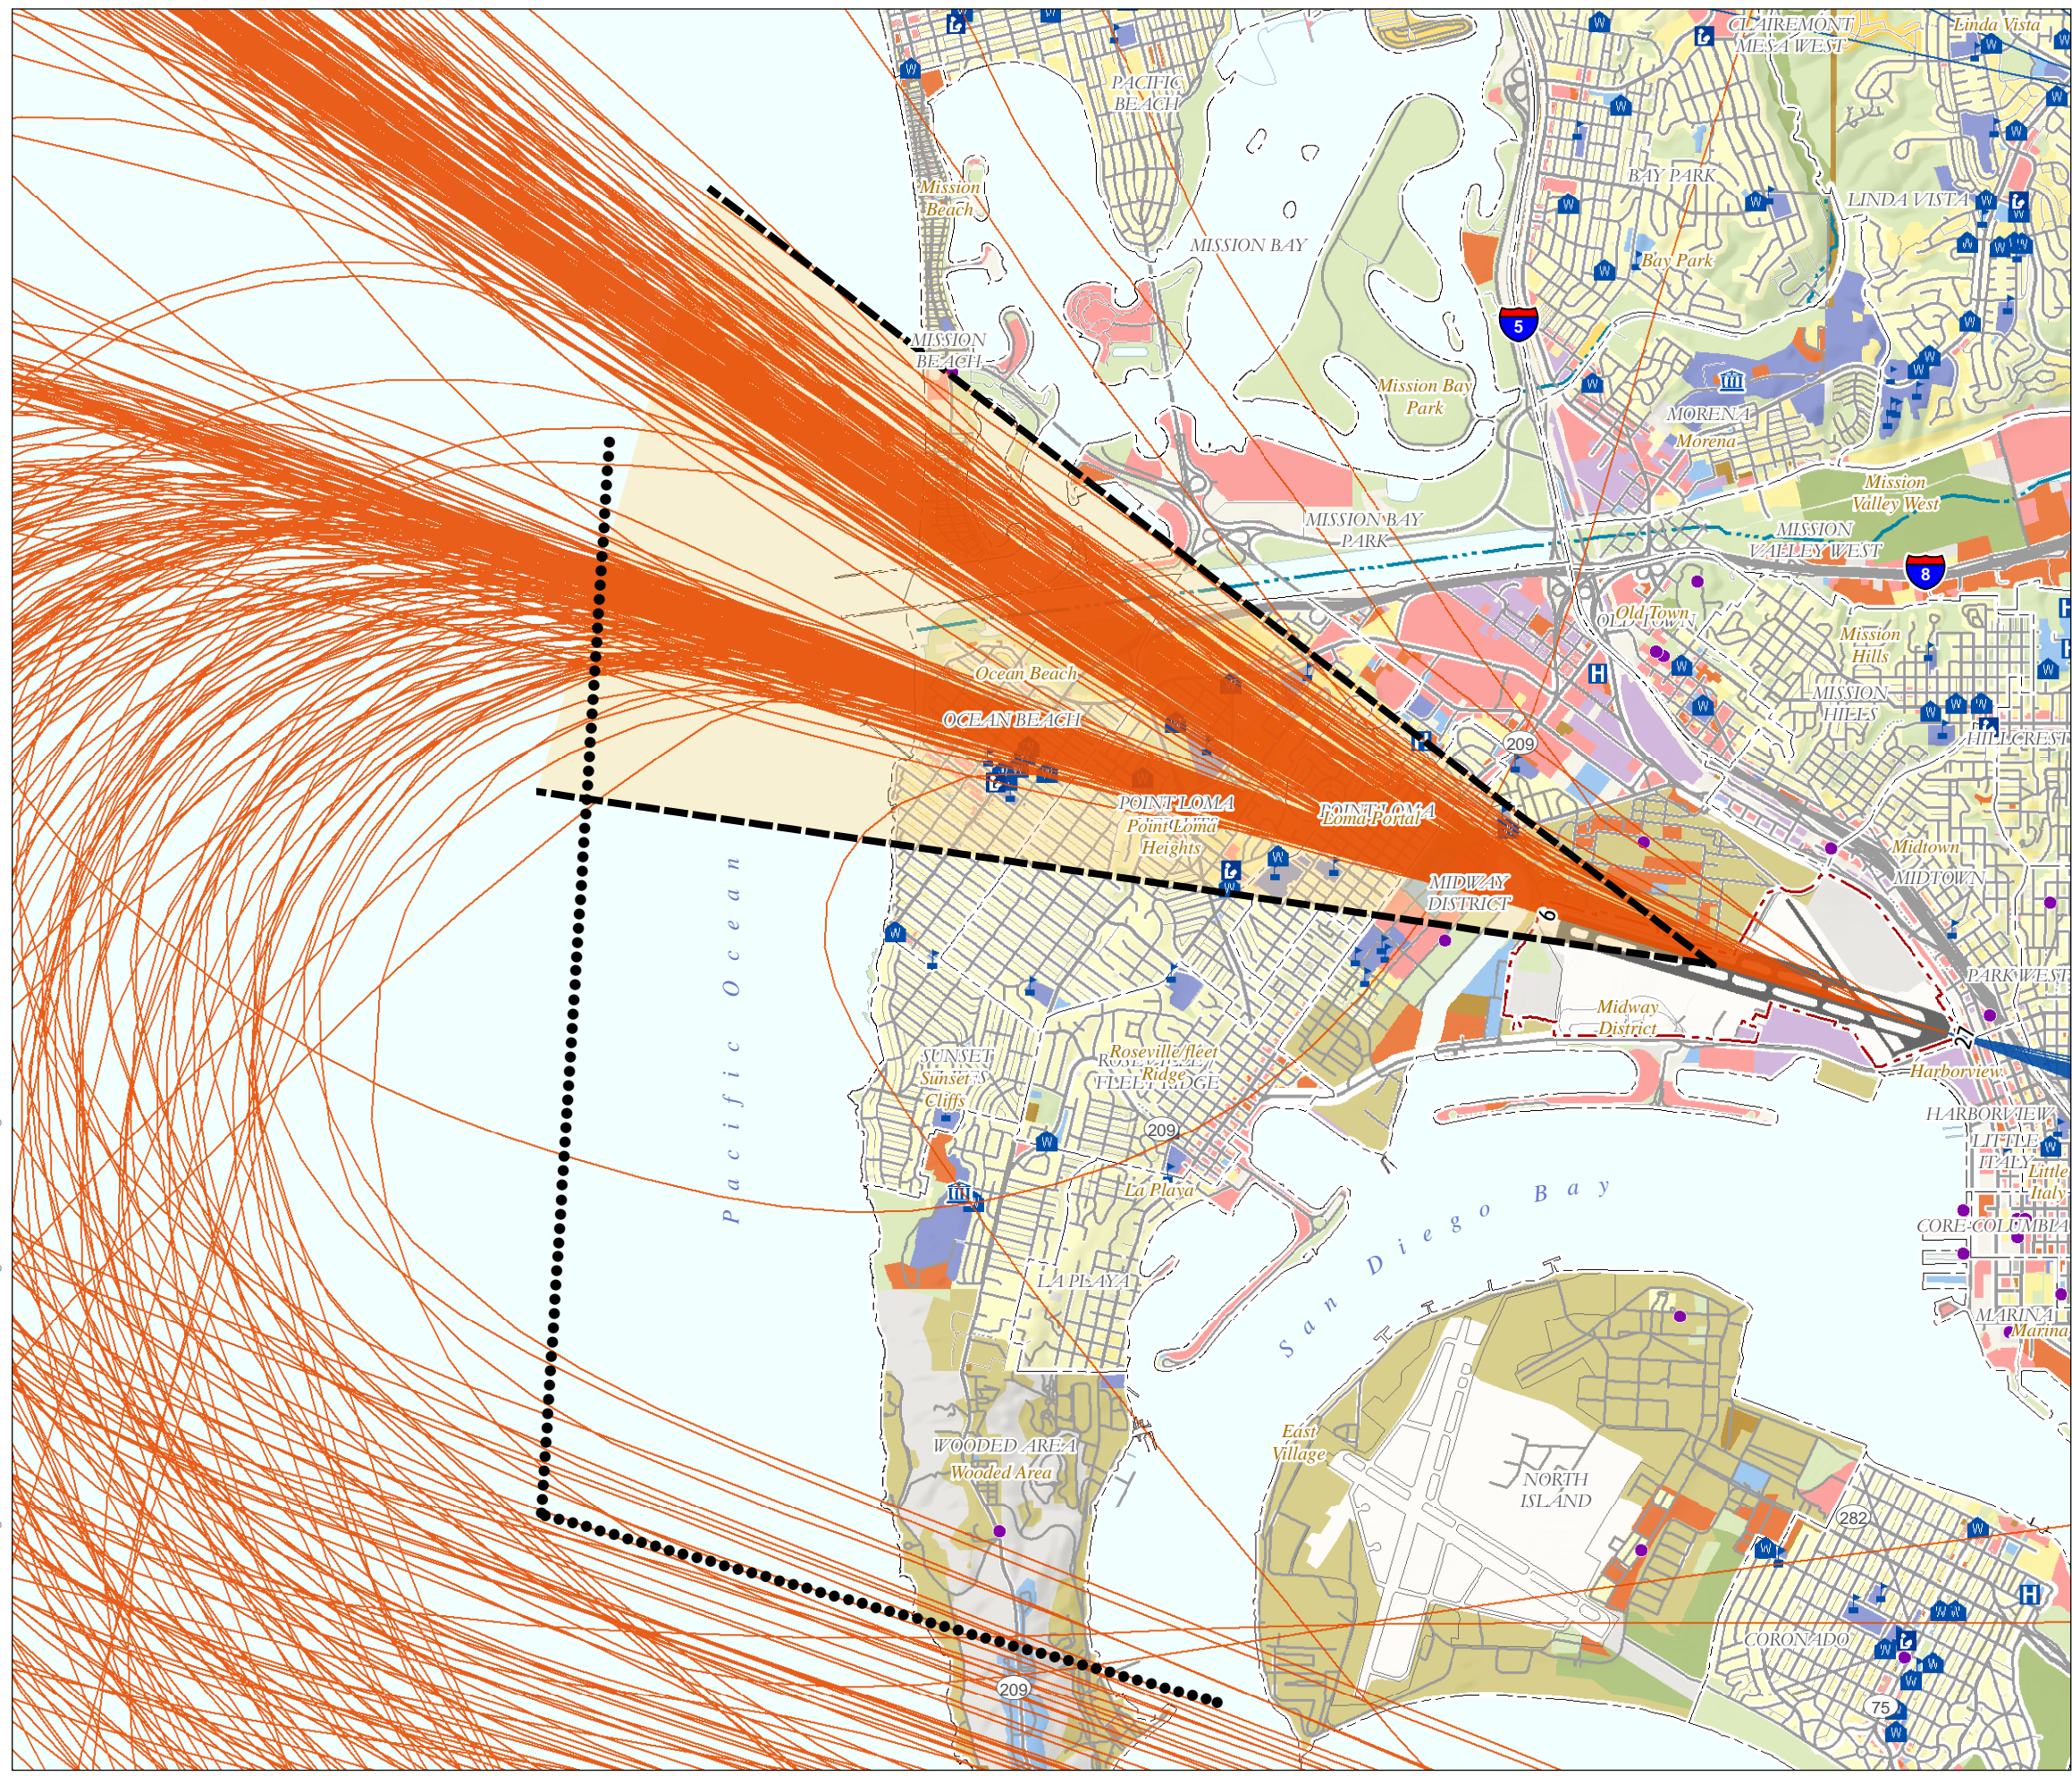 CLAIREMONT
MESA WEST
Linda Vista
PACIFIC
BEACH
BAY PARK
LINDA VISTA
Mission
Beach
MISSION BAY
Bay Park
5
MISSION
BEACH
Mission Bay
Park
MORENA
Morena
Mission
Valley West
MISSION BAY
PARK
MISSION
VALLEY WEST
8
Old Town
OLD TOWN
Mission
Hills
H
H
H
Ocean Beach
MISSION
HILLS
OCEAN BEACH
HILLCREST
209
H
POINT LOMA
HEIGHTS
Point Loma
Heights
POINT LOMA
Loma Portal
Midtown
MIDTOWN
MIDWAY
DISTRICT
9
PARK WEST
Pacific Ocean
Midway
District
27
Harborview
SUNSET
CLIFFS
Sunset
Cliffs
Roseville/fleet
Ridge
FLEET RIDGE
HARBORVIEW
209
LITTLE
ITALY
Little
Italy
La Playa
San Diego Bay
CORE-COLUMBIA
LA PLAYA
MARINA
Marina
WOODED AREA
Wooded Area
East
Village
NORTH
ISLAND
282
H
CORONADO
209
75